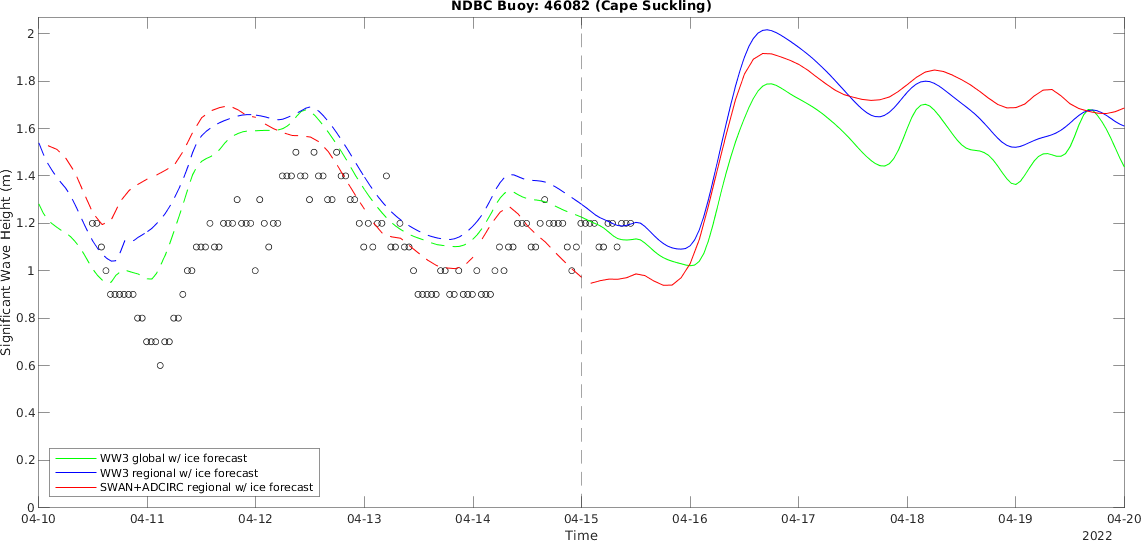 NDBC Buoy: 46082 (Cape Suckling)
Significant Wave Height (m)
2
1.8
1.6
1.4
1.2
1
0.8
0.6
0.4
0.2
0
WW3 global w/ ice forecast
WW3 regional w/ ice forecast
SWAN+ADCIRC regional w/ ice forecast
04-10 04-11 04-12 04-13 04-14 04-15 04-16 04-17 04-18 04-19 04-20
Time
2022